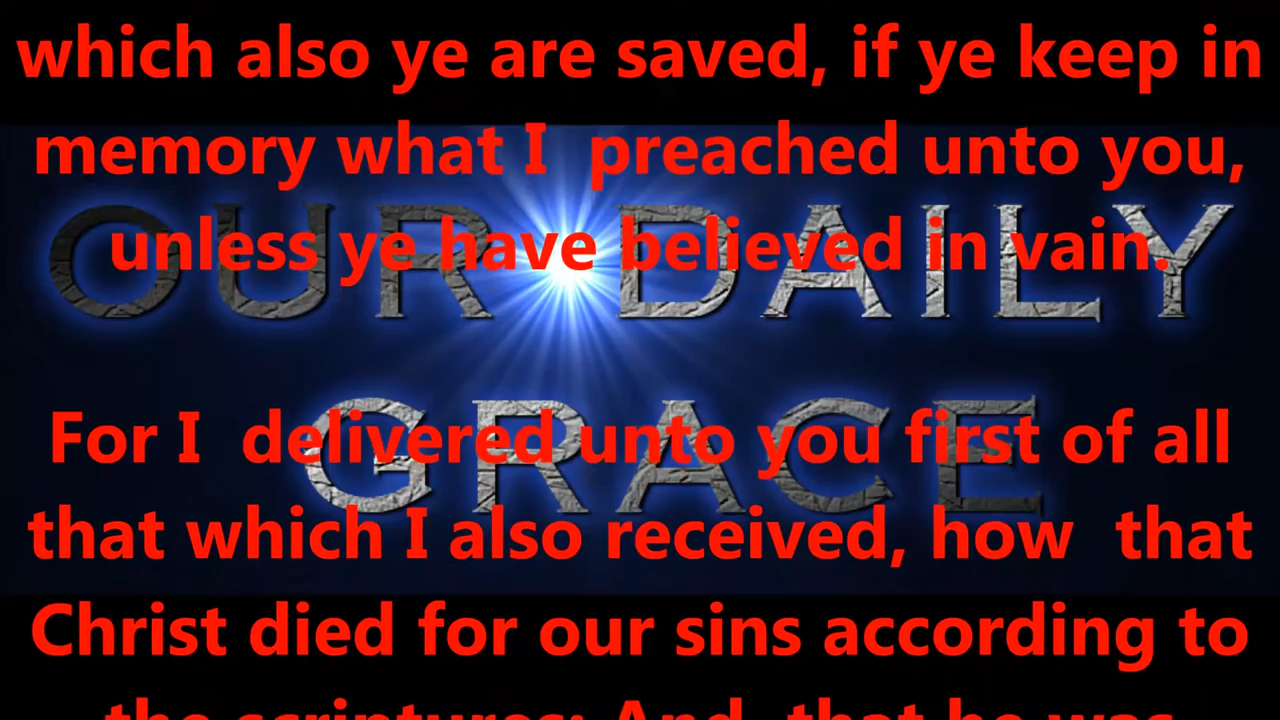 which also ye are saved, if ye keep in
memory what I  preached unto you,
unless ye have believed in vain.
OUR DAILY
For I  delivered unto you first of all
GRACE
that which I also received, how  that
Christ died for our sins according to
the scriptures; And  that he was